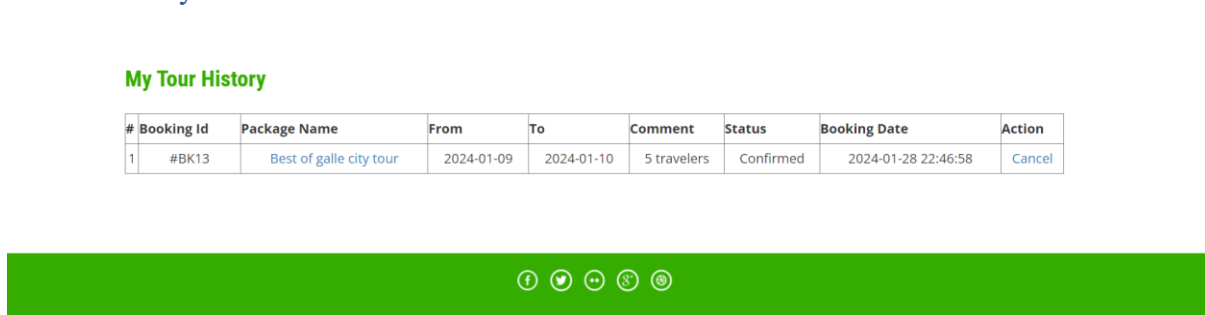 My Tour History
# Booking Id Package Name From To Comment Status Booking Date Action
1 #BK13 Best of galle city tour 2024-01-09 2024-01-10 5 travelers Confirmed 2024-01-28 22:46:58 Cancel